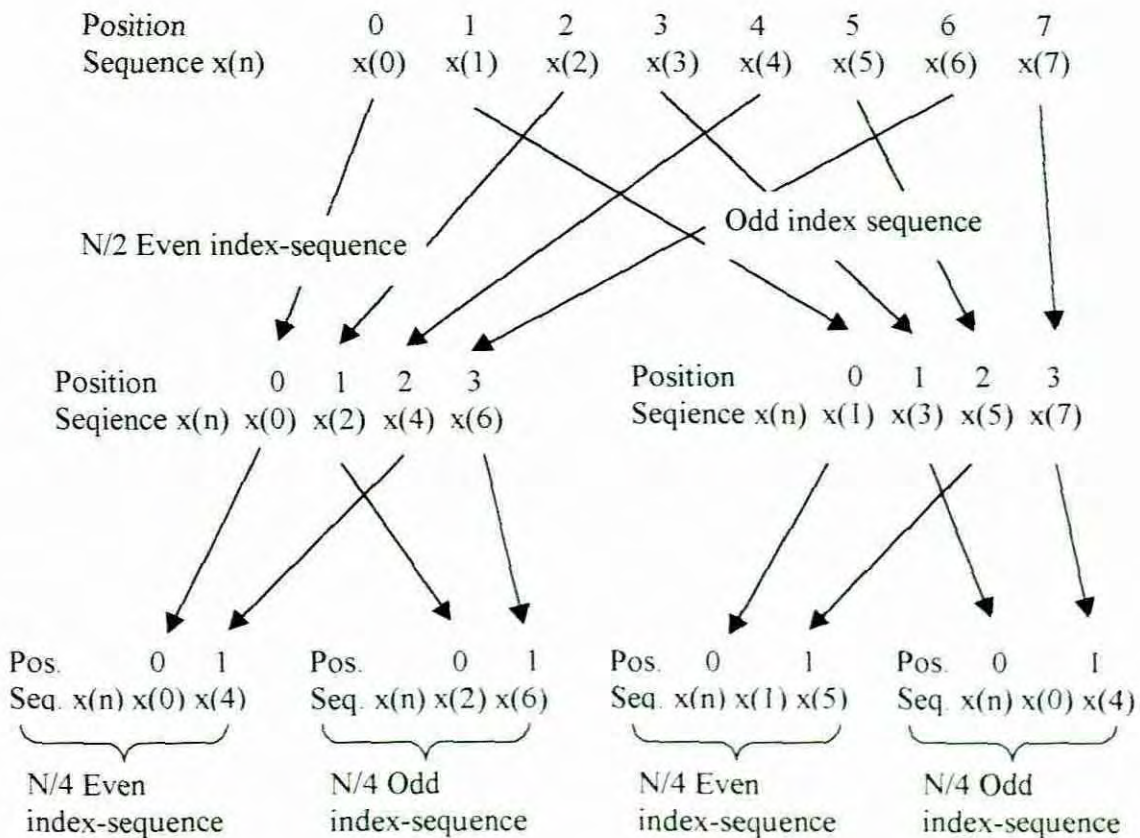 Position 0 1 2 3 4 5 6 7
Sequence x(n) x(0) x(1) x(2) x(3) x(4) x(5) x(6) x(7)
N/2 Even index-sequence
Odd index sequence
Position 0 1 2 3
Seqience x(n) x(0) x(2) x(4) x(6)
Position 0 1 2 3
Seqience x(n) x(1) x(3) x(5) x(7)
Pos. 0 1
Seq. x(n) x(0) x(4)
N/4 Even
index-sequence
Pos. 0 1
Seq. x(n) x(2) x(6)
N/4 Odd
index-sequence
Pos. 0 1
Seq. x(n) x(1) x(5)
N/4 Even
index-sequence
Pos. 0 1
Seq. x(n) x(0) x(4)
N/4 Odd
index-sequence